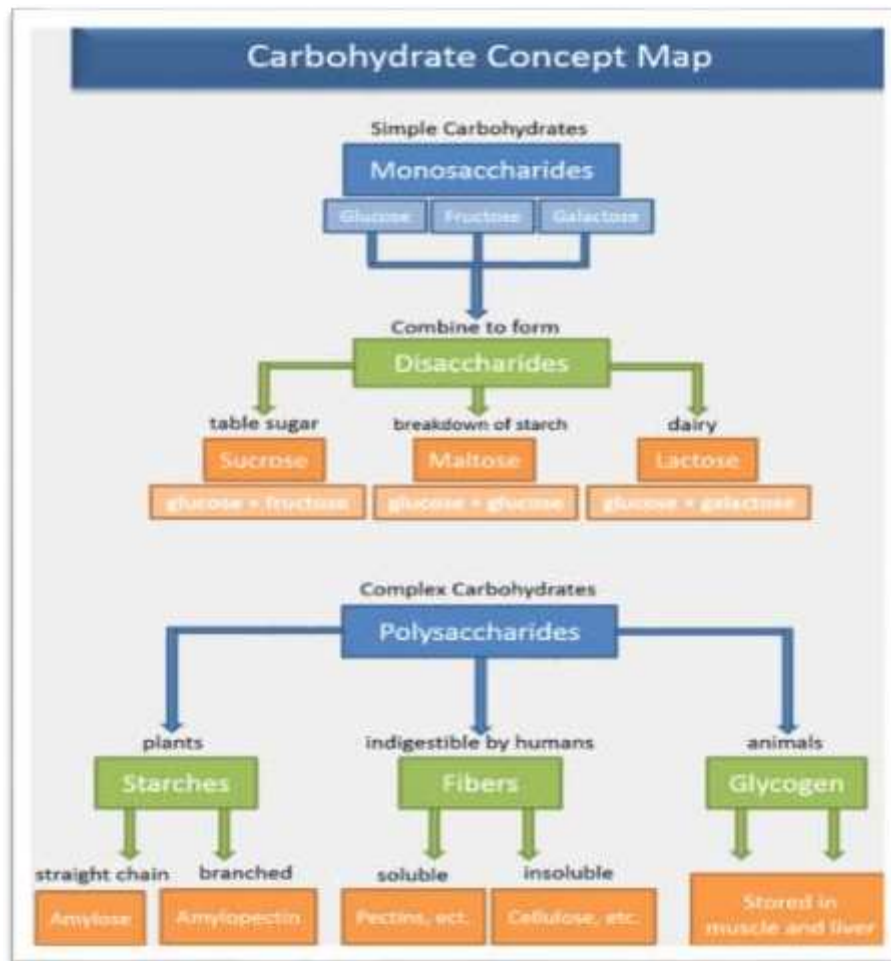 Carbohydrate Concept Map
Simple Carbohydrates
Monosaccharides
Glucose Fructose Galactose
Combine to form
Disaccharides
table sugar breakdown of starch dairy
Sucrose Maltose Lactose
glucose + fructose glucose + glucose glucose + galactose
Complex Carbohydrates
Polysaccharides
plants indigestible by humans animals
Starches Fibers Glycogen
straight chain branched soluble insoluble
Amylose Amylopectin Pectins, ect. Cellulose, etc. Stored in
muscle and liver